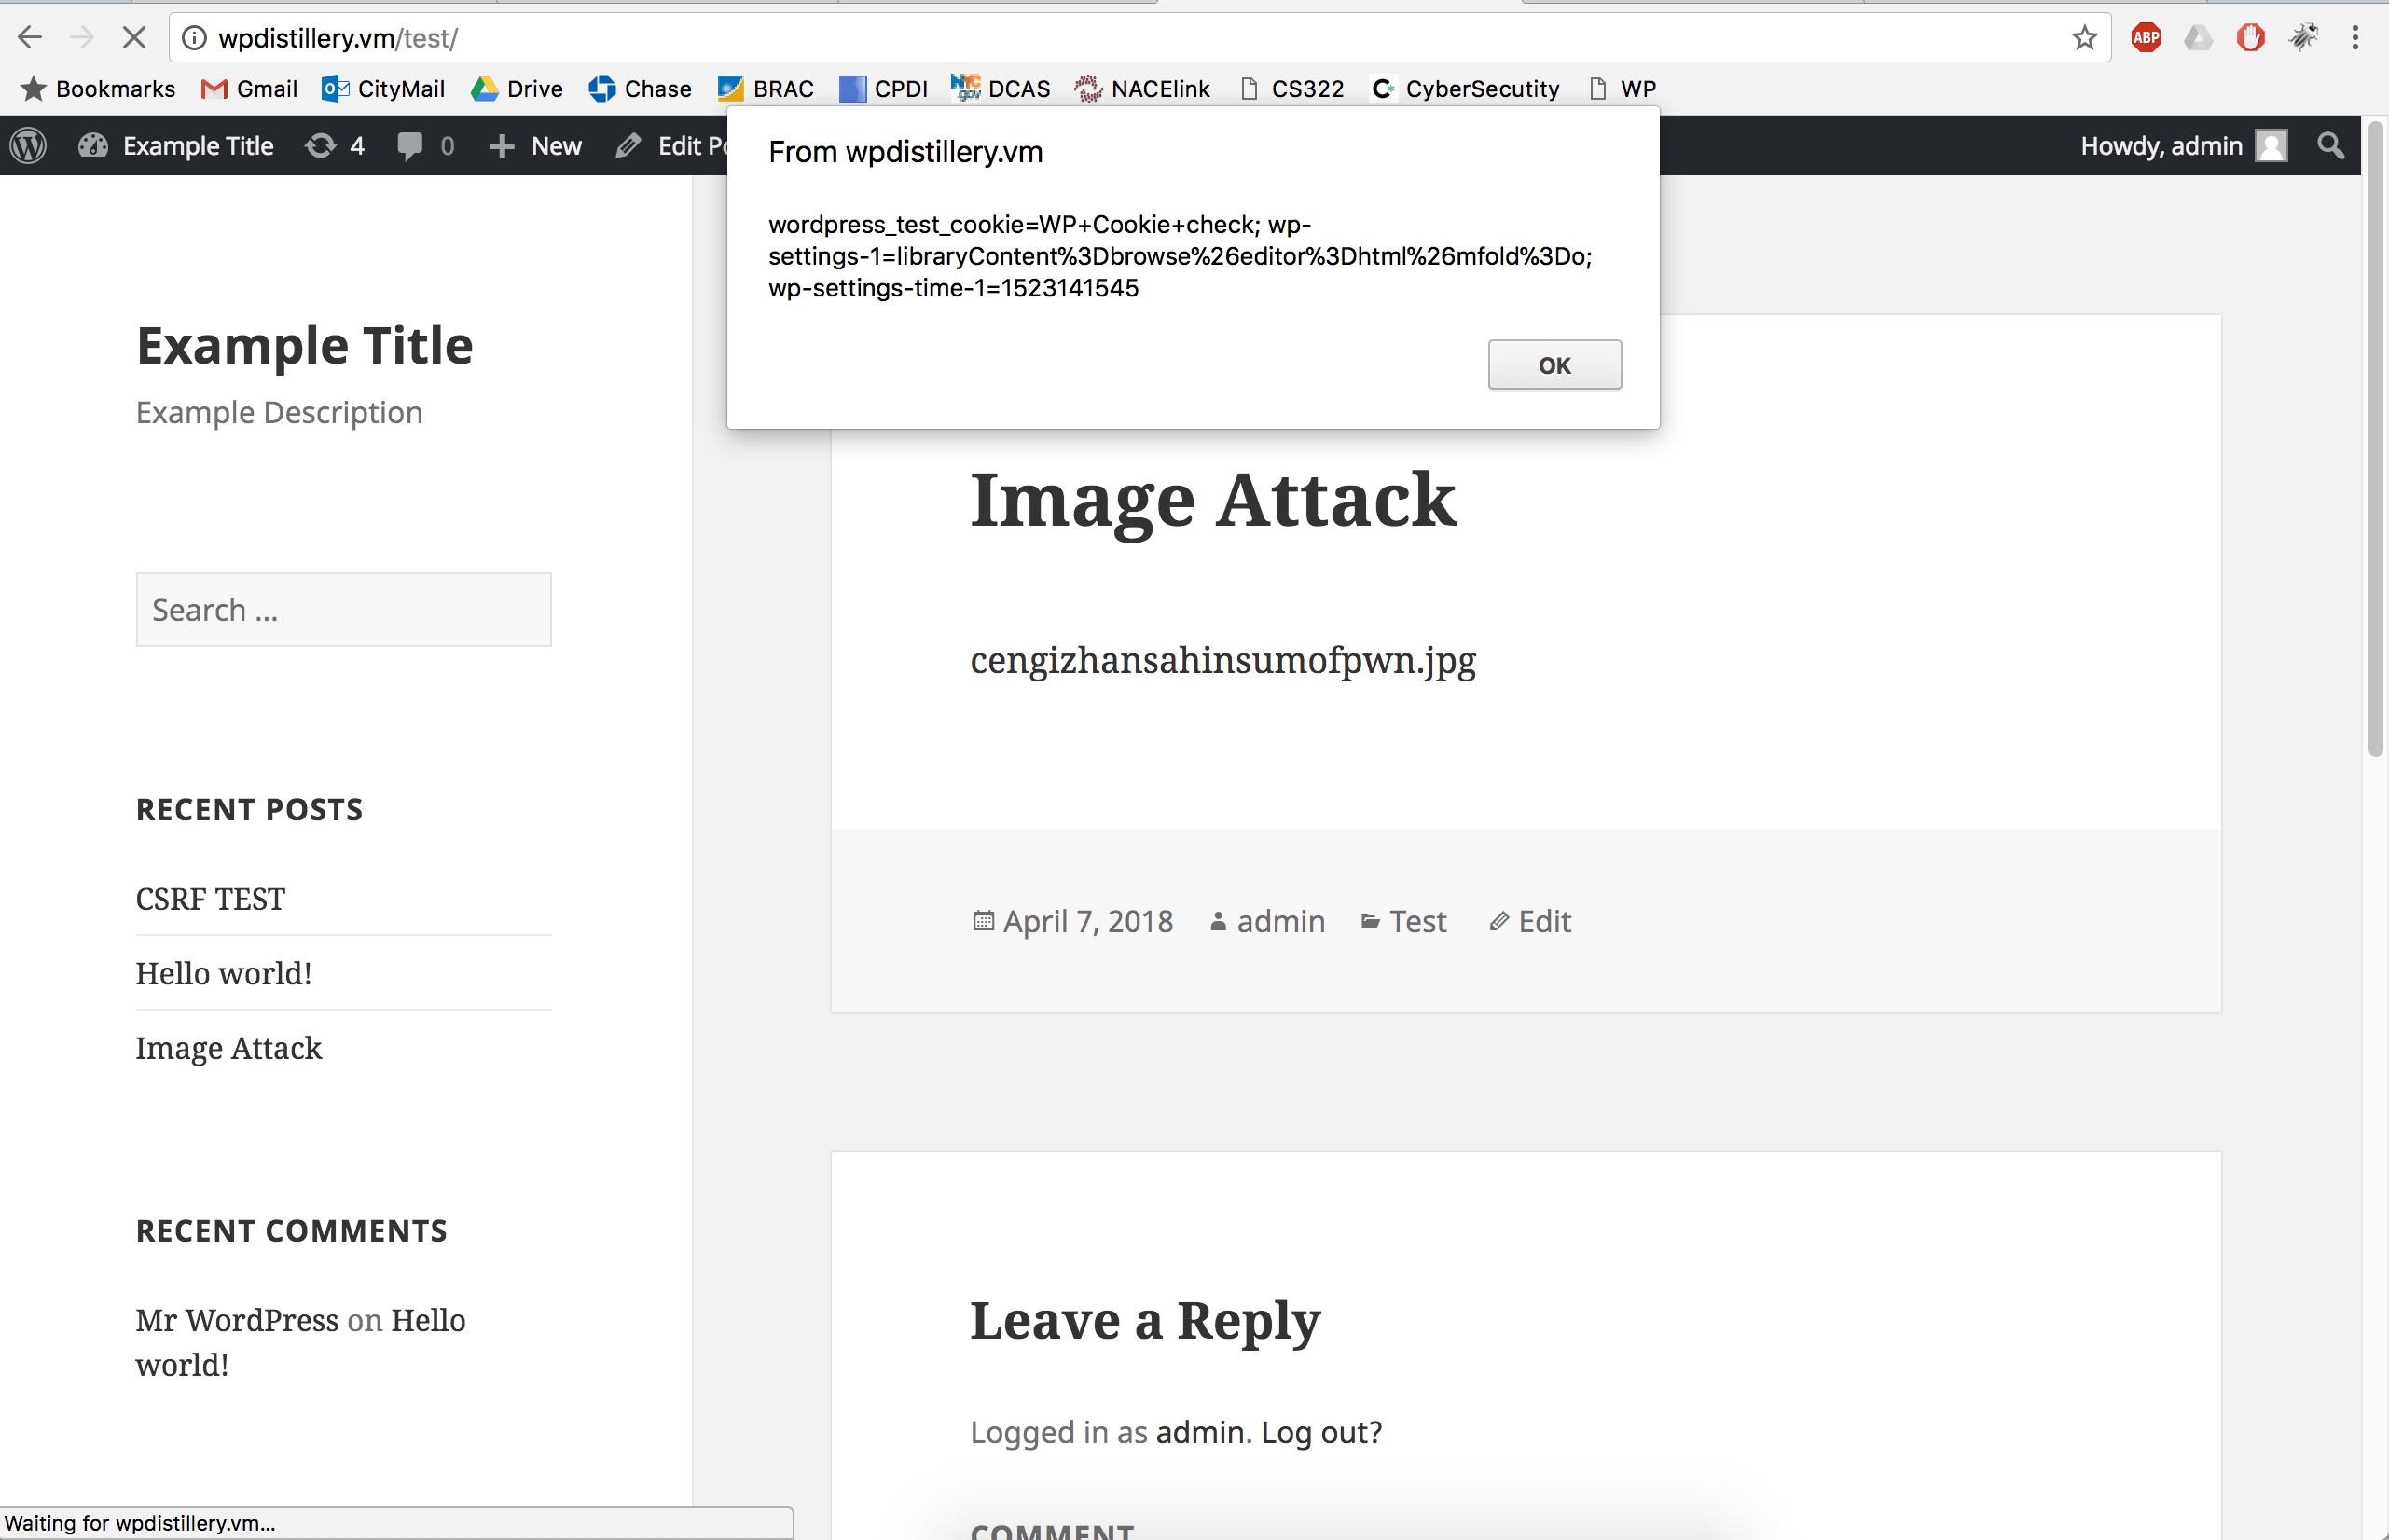 wpdistillery.vm/test/
ABP
Bookmarks Gmail CityMail Drive Chase BRAC CPDI DCAS NACElink CS322 CyberSecutity WP
Example Title 4 0 New Edit Po
Howdy, admin
From wpdistillery.vm
wordpress_test_cookie=WP+Cookie+check; wp-
settings-1=libraryContent%3Dbrowse%26editor%3Dhtml%26mfold%3Do;
wp-settings-time-1=1523141545
OK
Example Title
Example Description
Search ...
RECENT POSTS
CSRF TEST
Hello world!
Image Attack
RECENT COMMENTS
Mr WordPress on Hello
world!
Image Attack
cengizhansahinsumofpwn.jpg
April 7, 2018 admin Test Edit
Leave a Reply
Logged in as admin. Log out?
COMMENT
Waiting for wpdistillery.vm...